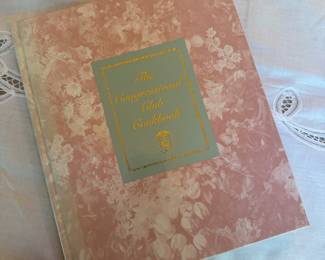 The
Congressional
Club
Cookbook